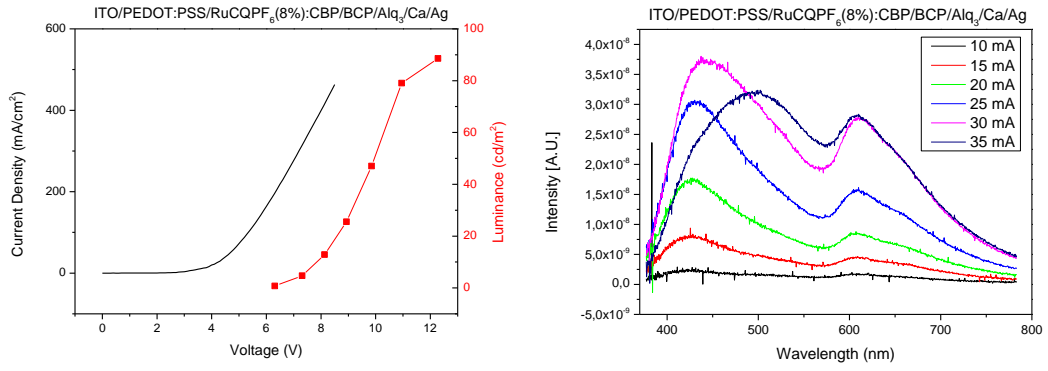 ITO/PEDOT:PSS/RuCQPF₆(8%):CBP/BCP/Alq₃/Ca/Ag
600
400
200
0
Current Density (mA/cm²)
100
80
60
40
20
0
Luminance (cd/m²)
0 2 4 6 8 10 12
Voltage (V)
ITO/PEDOT:PSS/RuCQPF₆(8%):CBP/BCP/Alq₃/Ca/Ag
4,0x10⁻⁸
3,5x10⁻⁸
3,0x10⁻⁸
2,5x10⁻⁸
2,0x10⁻⁸
1,5x10⁻⁸
1,0x10⁻⁸
5,0x10⁻⁹
0,0
-5,0x10⁻⁹
Intensity [A.U.]
10 mA
15 mA
20 mA
25 mA
30 mA
35 mA
400 500 600 700 800
Wavelength (nm)